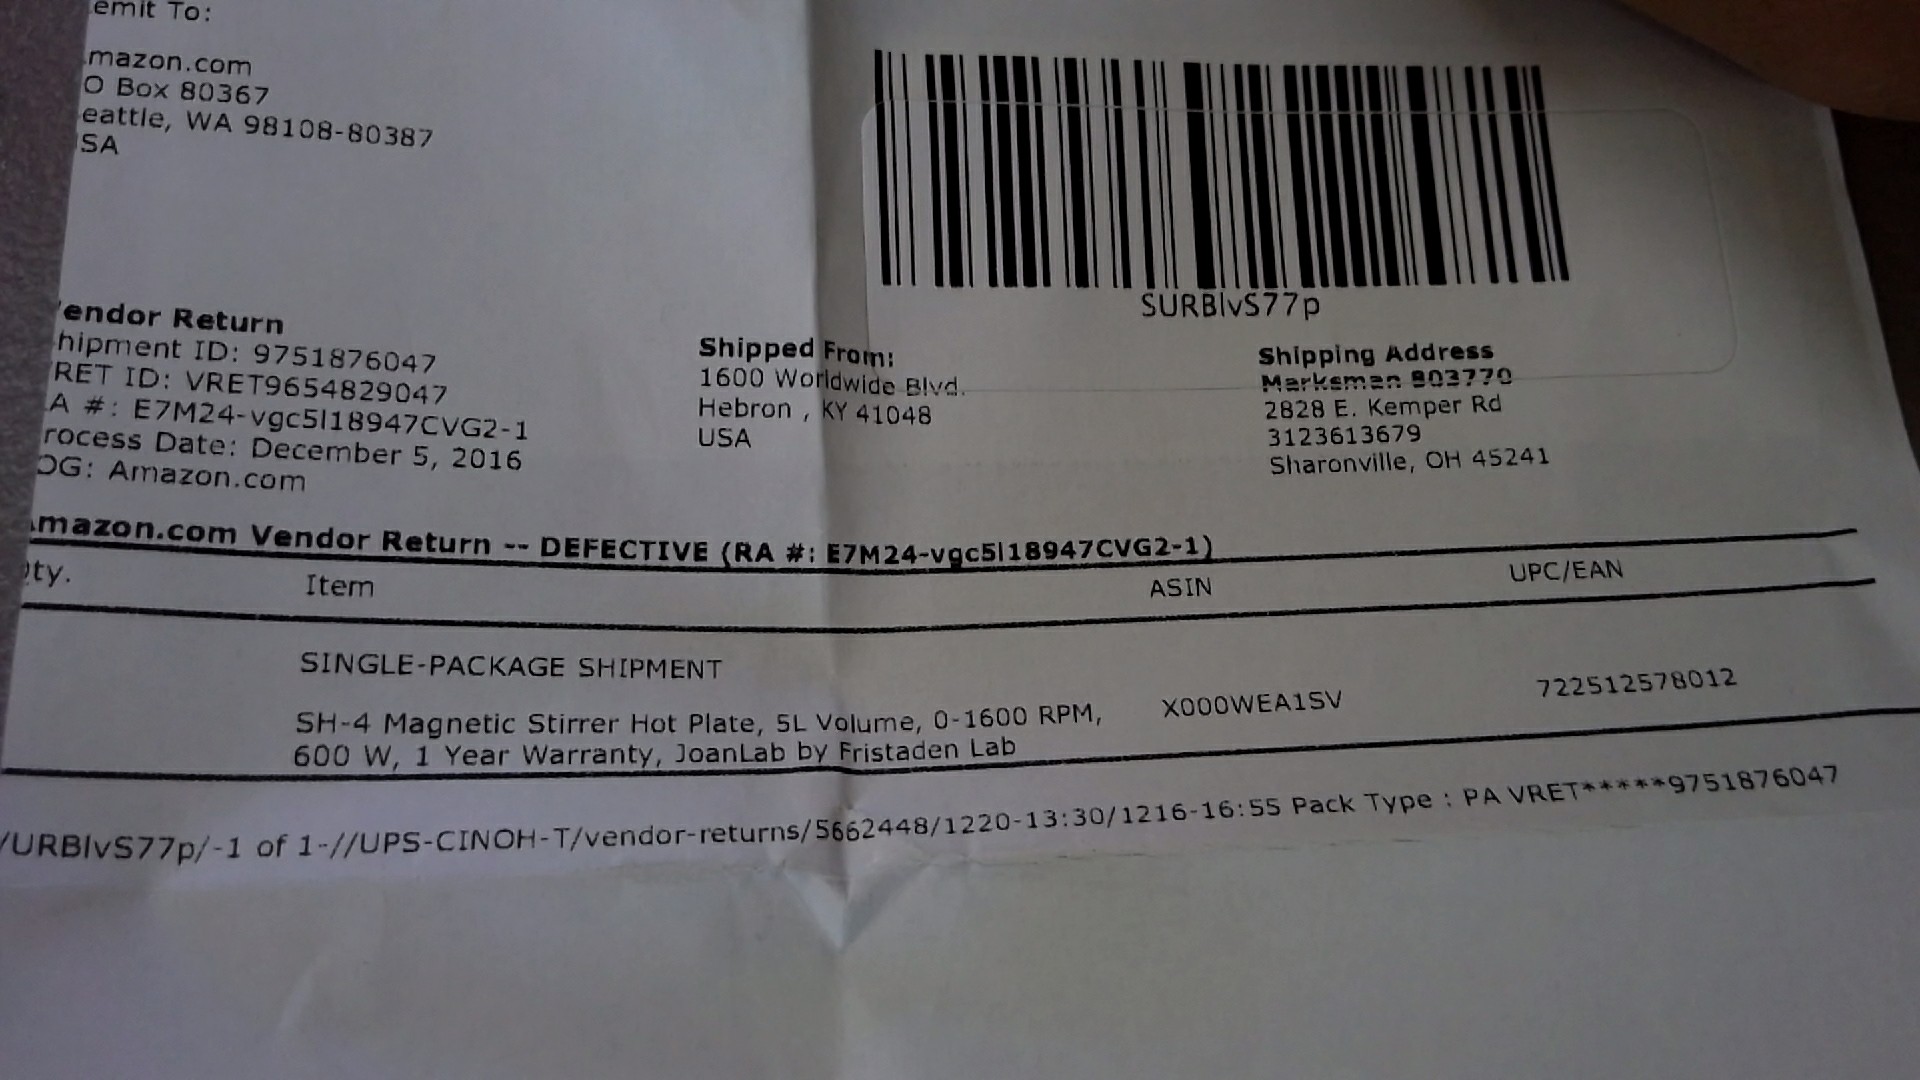 emit To:
mazon.com
O Box 80367
eattle, WA 98108-80387
SA
SURBlvS77p
endor Return
hipment ID: 9751876047
RET ID: VRET9654829047
A #: E7M24-vgc5l18947CVG2-1
rocess Date: December 5, 2016
OG: Amazon.com
Shipped From:
1600 Worldwide Blvd.
Hebron , KY 41048
USA
Shipping Address
Marksman 803770
2828 E. Kemper Rd
3123613679
Sharonville, OH 45241
mazon.com Vendor Return -- DEFECTIVE (RA #: E7M24-vgc5l18947CVG2-1)
ty. Item ASIN UPC/EAN
SINGLE-PACKAGE SHIPMENT
SH-4 Magnetic Stirrer Hot Plate, 5L Volume, 0-1600 RPM, X000WEA1SV 722512578012
600 W, 1 Year Warranty, JoanLab by Fristaden Lab
/URBlvS77p/-1 of 1-//UPS-CINOH-T/vendor-returns/5662448/1220-13:30/1216-16:55 Pack Type : PA VRET*****9751876047